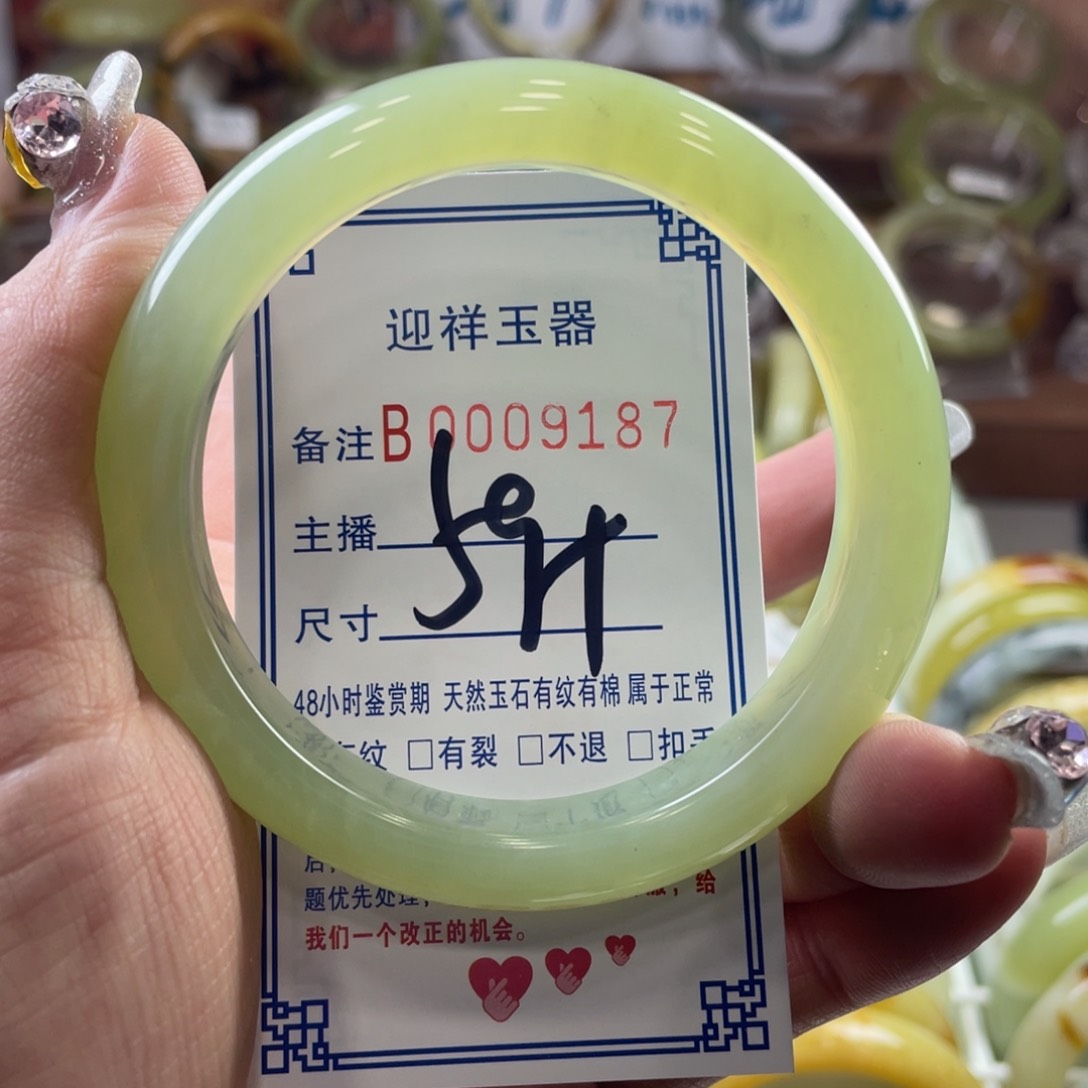 迎祥玉器
备注B0009187
主播
尺寸
48小时鉴赏期 天然玉石有纹有棉属于正常
有纹 □有裂 □不退 □扣手
题优先处理, 给
我们一个改正的机会。